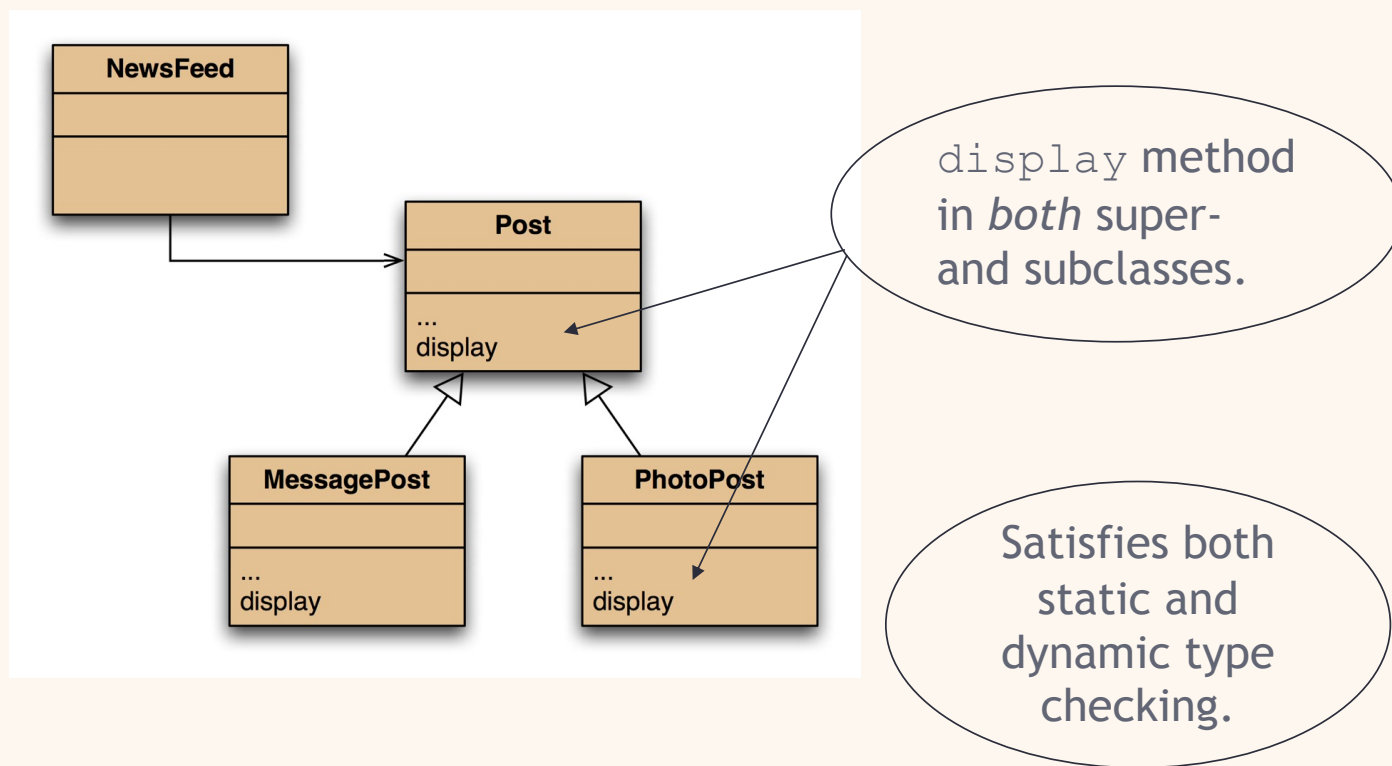 NewsFeed
Post
...
display
MessagePost
...
display
PhotoPost
...
display
display method
in both super-
and subclasses.
Satisfies both
static and
dynamic type
checking.